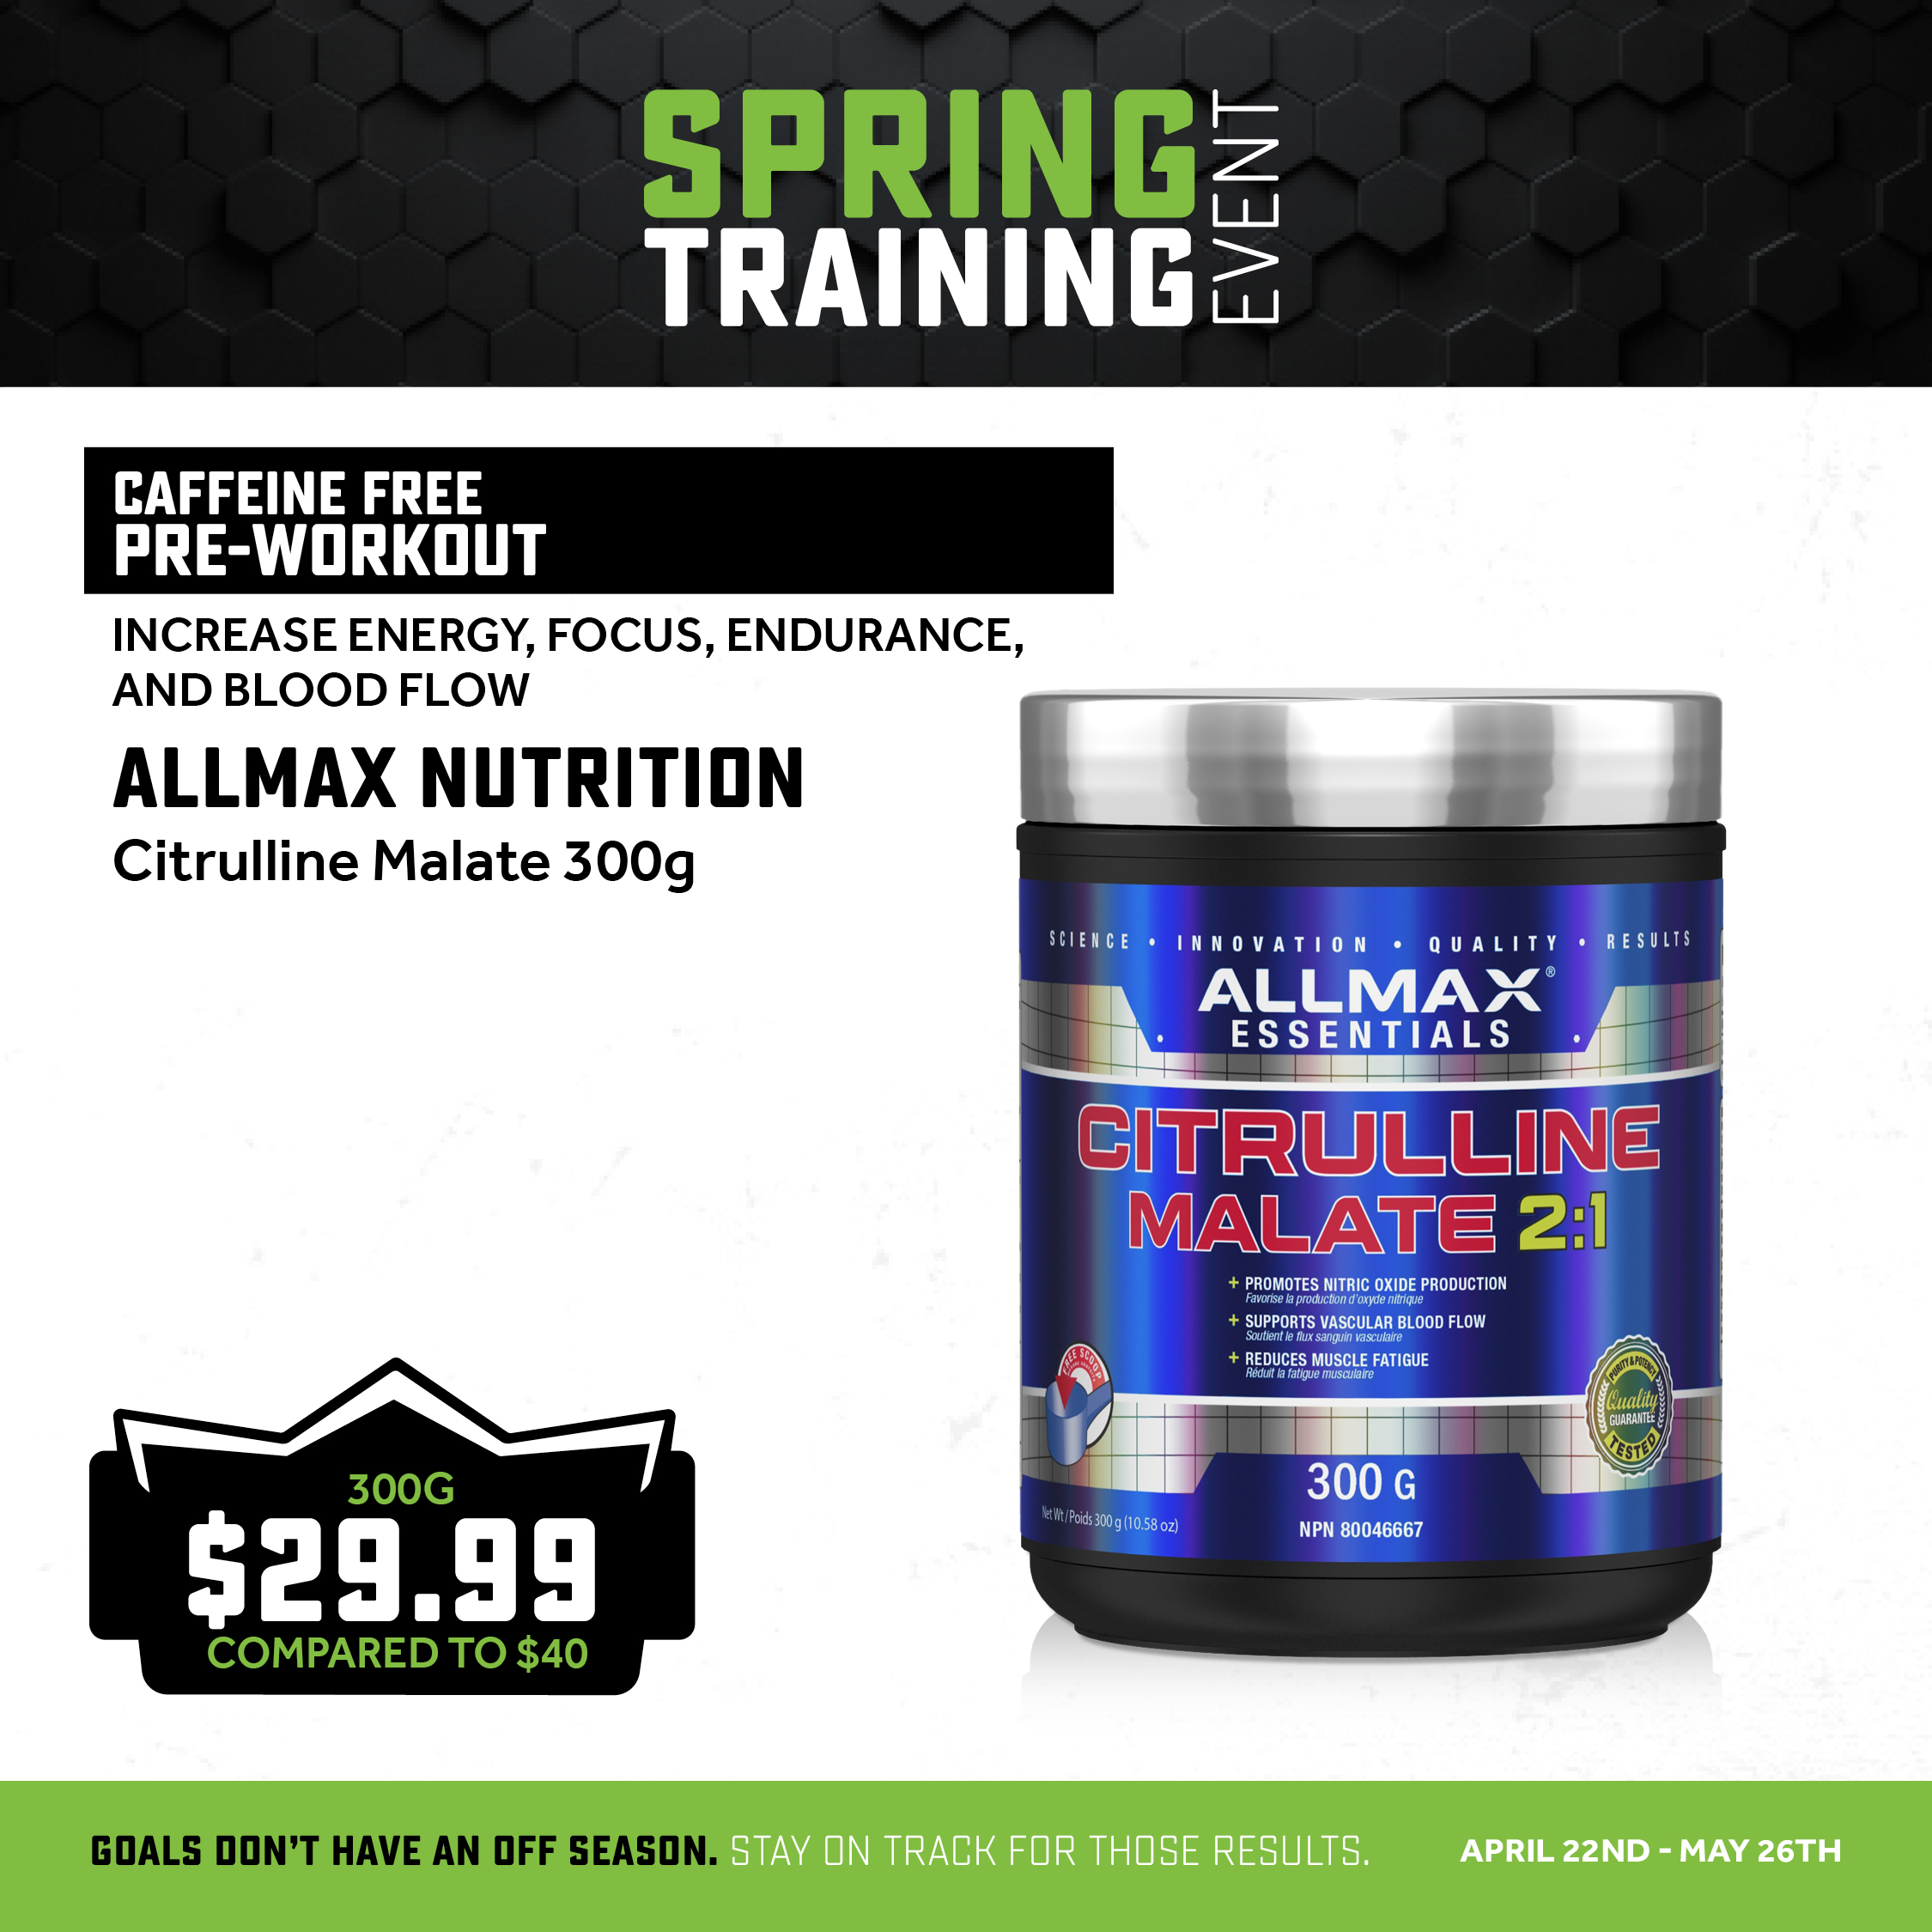 SPRING
TRAINING
EVENT
CAFFEINE FREE
PRE-WORKOUT
INCREASE ENERGY, FOCUS, ENDURANCE,
AND BLOOD FLOW
ALLMAX NUTRITION
Citrulline Malate 300g
SCIENCE • INNOVATION • QUALITY • RESULTS
ALLMAX®
ESSENTIALS
CITRULLINE
MALATE 2:1
+ PROMOTES NITRIC OXIDE PRODUCTION
Favorise la production d'oxyde nitrique
+ SUPPORTS VASCULAR BLOOD FLOW
Soutient le flux sanguin vasculaire
+ REDUCES MUSCLE FATIGUE
Réduit la fatigue musculaire
FREE SCOOP
PURITY & POTENCY
Quality
GUARANTEE
TESTED
300 G
Net Wt / Poids 300 g (10.58 oz)
NPN 80046667
300G
$29.99
COMPARED TO $40
GOALS DON'T HAVE AN OFF SEASON. STAY ON TRACK FOR THOSE RESULTS.
APRIL 22ND - MAY 26TH